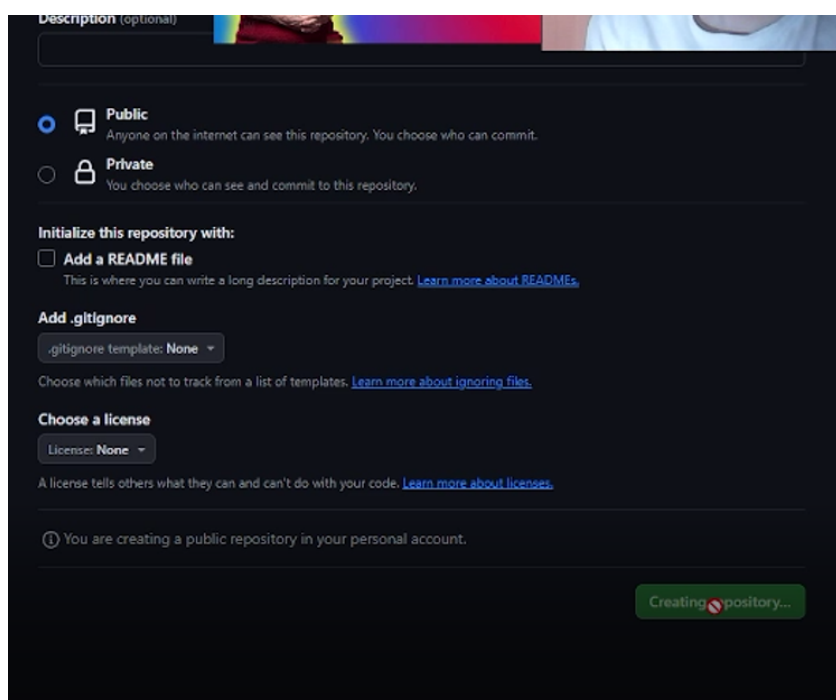 Description (optional)
Public
Anyone on the internet can see this repository. You choose who can commit.
Private
You choose who can see and commit to this repository.
Initialize this repository with:
Add a README file
This is where you can write a long description for your project. Learn more about READMEs.
Add .gitignore
.gitignore template: None
Choose which files not to track from a list of templates. Learn more about ignoring files.
Choose a license
License: None
A license tells others what they can and can't do with your code. Learn more about licenses.
You are creating a public repository in your personal account.
Creating repository...